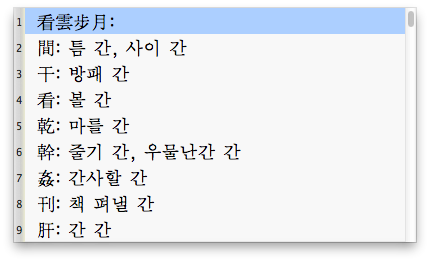 1 看雲步月:
2 間: 틈 간, 사이 간
3 干: 방패 간
4 看: 볼 간
5 乾: 마를 간
6 幹: 줄기 간, 우물난간 간
7 姦: 간사할 간
8 刊: 책 펴낼 간
9 肝: 간 간